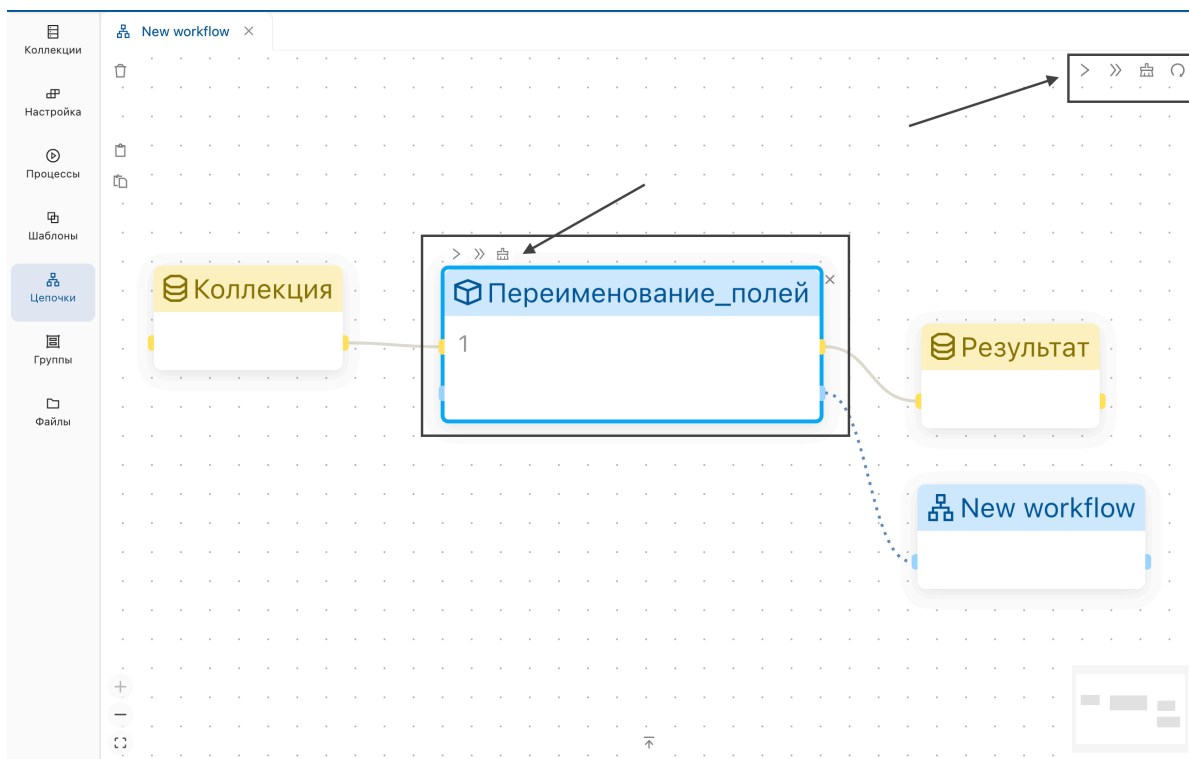 New workflow
Коллекции
Настройка
Процессы
Шаблоны
Цепочки
Группы
Файлы
Коллекция
Переименование_полей
1
Результат
New workflow